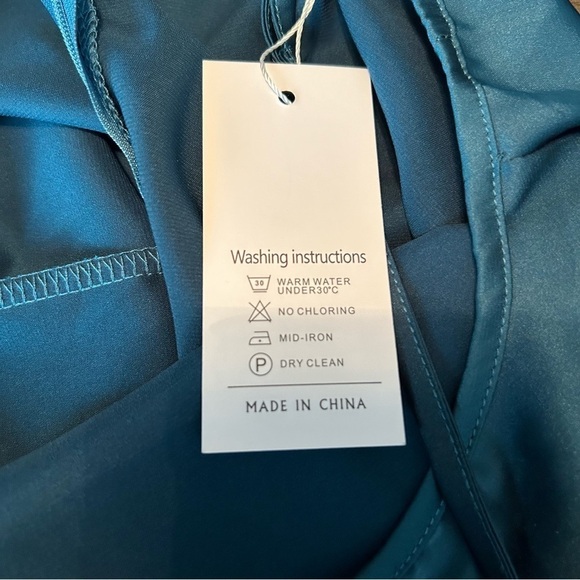 Washing instructions
30 WARM WATER
UNDER30°C
NO CHLORING
MID-IRON
P DRY CLEAN
MADE IN CHINA